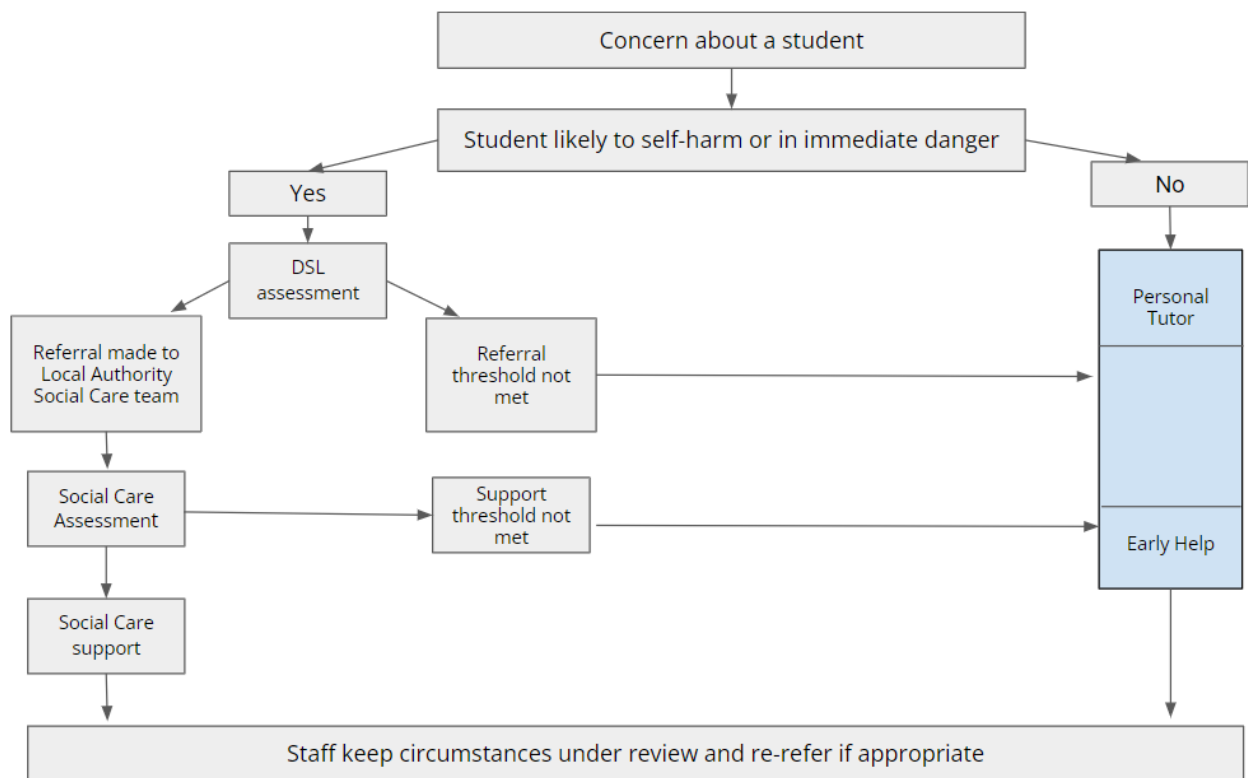 Concern about a student
Student likely to self-harm or in immediate danger
Yes
No
DSL
assessment
Personal
Tutor
Referral made to
Local Authority
Social Care team
Referral
threshold not
met
Social Care
Assessment
Support
threshold not
met
Early Help
Social Care
support
Staff keep circumstances under review and re-refer if appropriate